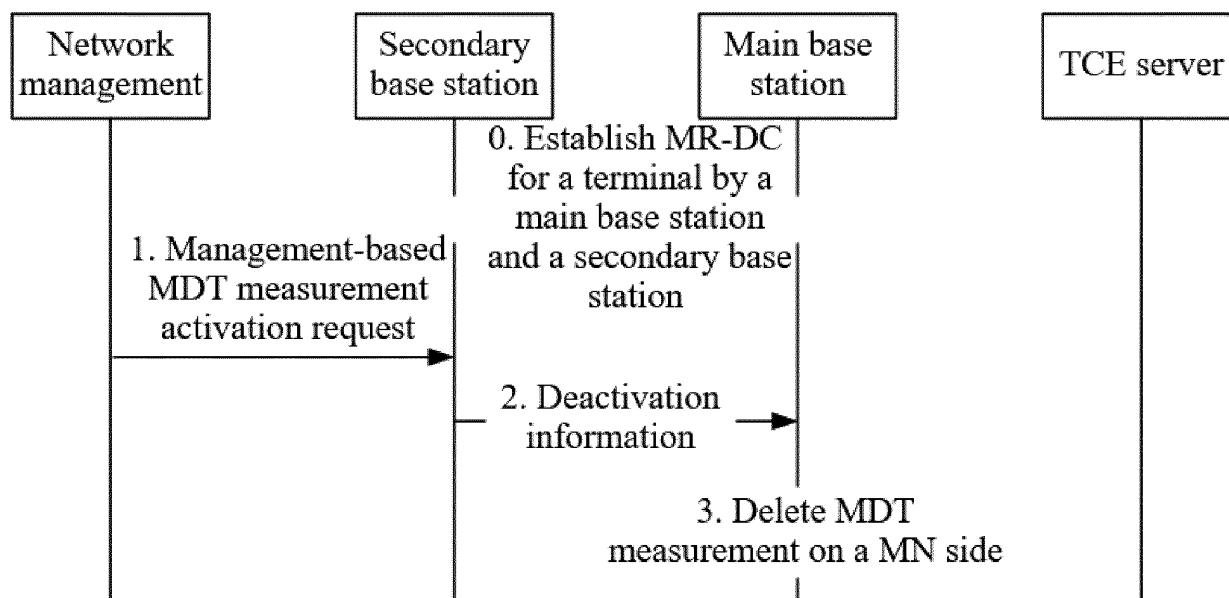 Network
management
Secondary
base station
Main base
station
TCE server
0. Establish MR-DC
for a terminal by a
main base station
and a secondary base
station
1. Management-based
MDT measurement
activation request
2. Deactivation
information
3. Delete MDT
measurement on a MN side